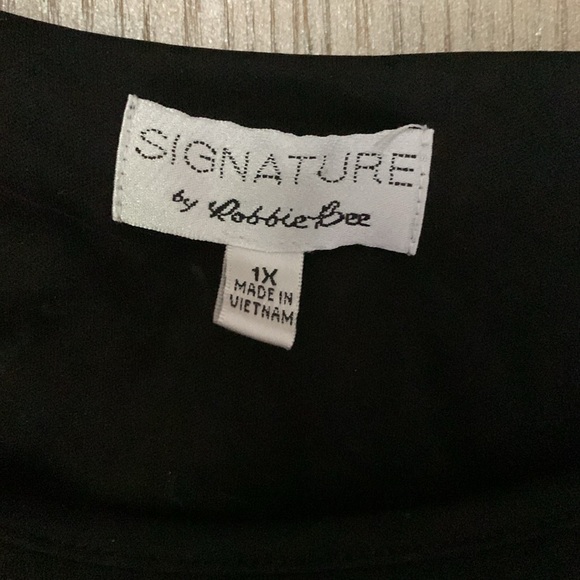 SIGNATURE
by Robbie Bee
1X
MADE IN
VIETNAM